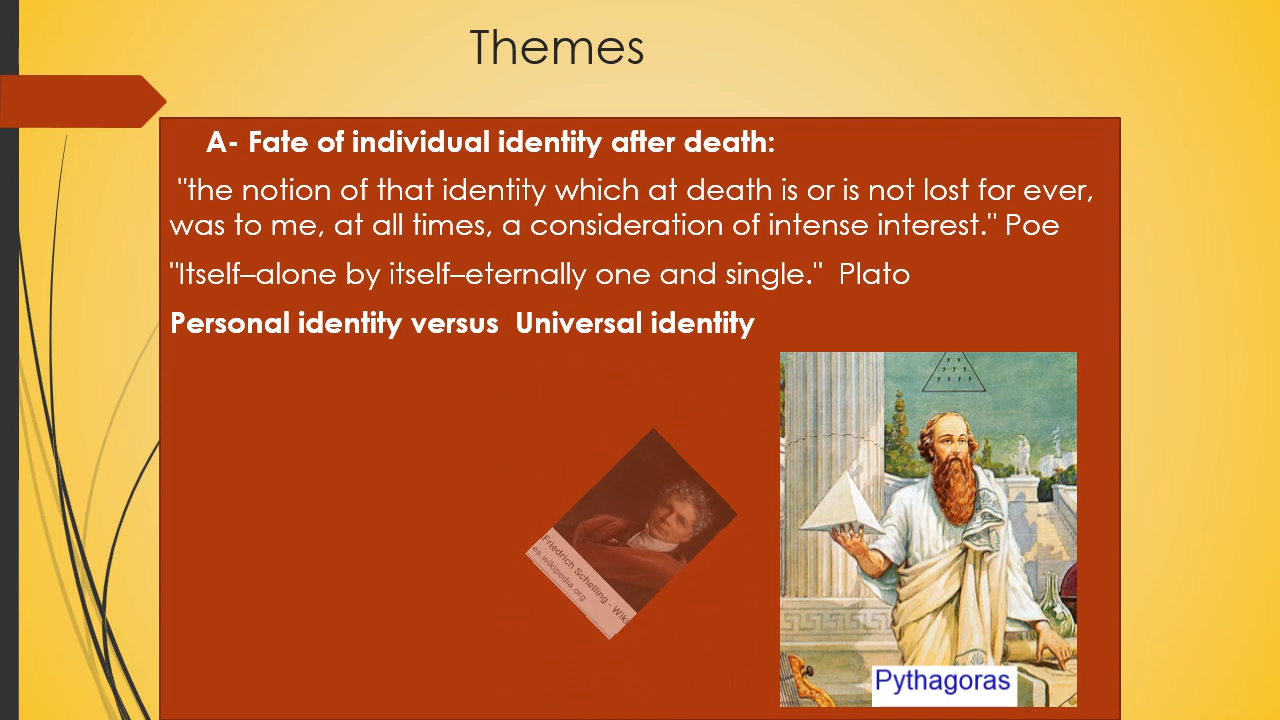 Themes
A- Fate of individual identity after death:
"the notion of that identity which at death is or is not lost for ever,
was to me, at all times, a consideration of intense interest." Poe
"Itself–alone by itself–eternally one and single." Plato
Personal identity versus Universal identity
Friedrich Schelling - Wiki
es.wikipedia.org
Pythagoras